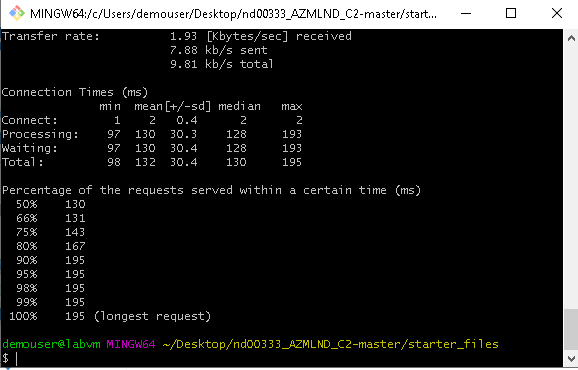 MINGW64:/c/Users/demouser/Desktop/nd00333_AZMLND_C2-master/starter...
Transfer rate:          1.93 [Kbytes/sec] received
                        7.88 kb/s sent
                        9.81 kb/s total

Connection Times (ms)
              min  mean[+/-sd] median   max
Connect:        1    2   0.4      2       2
Processing:    97  130  30.3    128     193
Waiting:       97  130  30.4    128     193
Total:         98  132  30.4    130     195

Percentage of the requests served within a certain time (ms)
  50%    130
  66%    131
  75%    143
  80%    167
  90%    195
  95%    195
  98%    195
  99%    195
 100%    195 (longest request)

demouser@labvm MINGW64 ~/Desktop/nd00333_AZMLND_C2-master/starter_files
$